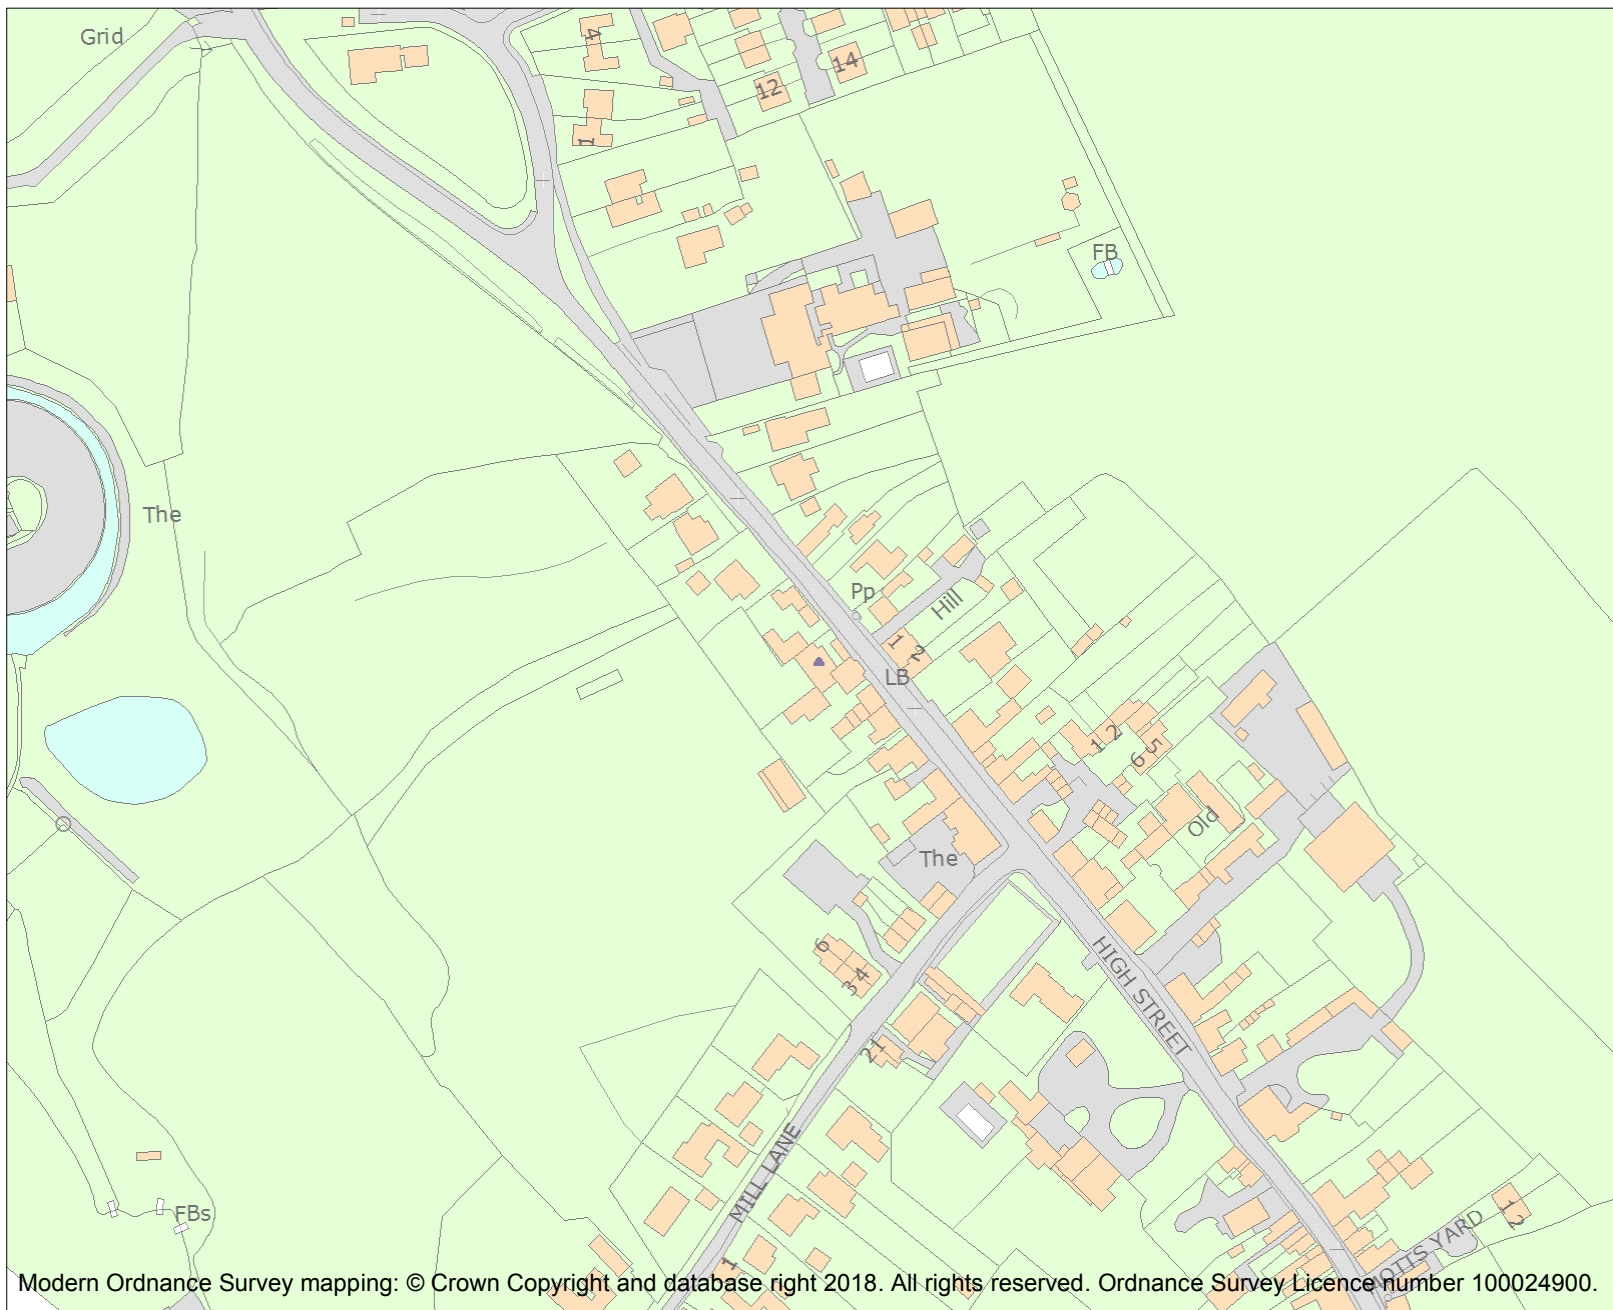 Grid
4
14
12
1
FB
The
Pp
Hill
1 2
LB
1 2
5
6
Old
The
6
3 4
HIGH STREET
21
MILL LANE
FBs
1 2
MOTTS YARD
1
Modern Ordnance Survey mapping: © Crown Copyright and database right 2018. All rights reserved. Ordnance Survey Licence number 100024900.